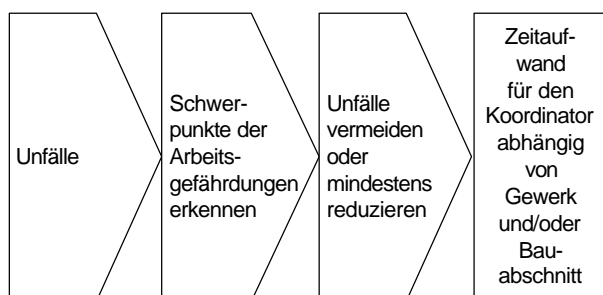 Unfälle
Schwer-
punkte der
Arbeits-
gefährdungen
erkennen
Unfälle
vermeiden
oder
mindestens
reduzieren
Zeitauf-
wand
für den
Koordinator
abhängig
von
Gewerk
und/oder
Bau-
abschnitt